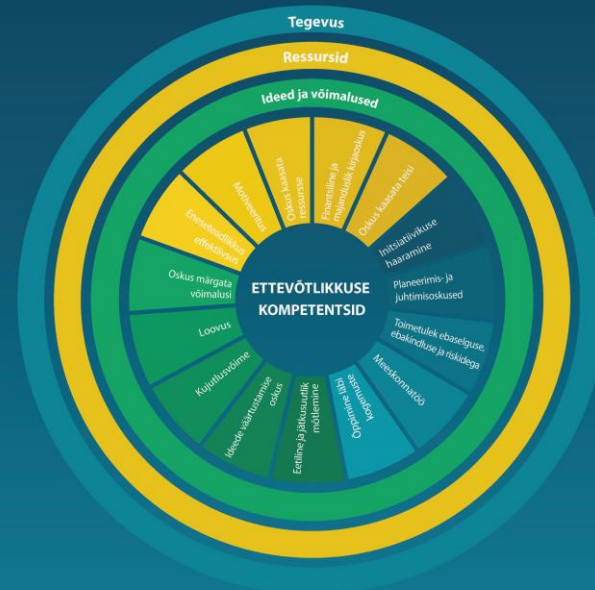 Tegevus
Ressursid
Ideed ja võimalused
ETTEVÕTLIKKUSE
KOMPETENTSID
Eneseteadlikkus
effektiivsus
Motiveeritus
Oskus kaasata
ressursse
Finantsiline ja
majanduslik kirjaoskus
Oskus kaasata teisi
Initsiatiivikuse
haaramine
Planeerimis- ja
juhtimisoskused
Toimetulek ebaselguse,
ebakindluse ja riskidega
Meeskonnatöö
Õppimine läbi
kogemuste
Eetiline ja jätkusuutlik
mõtlemine
Ideede väärtustamise
oskus
Kujutlusvõime
Loovus
Oskus märgata
võimalusi